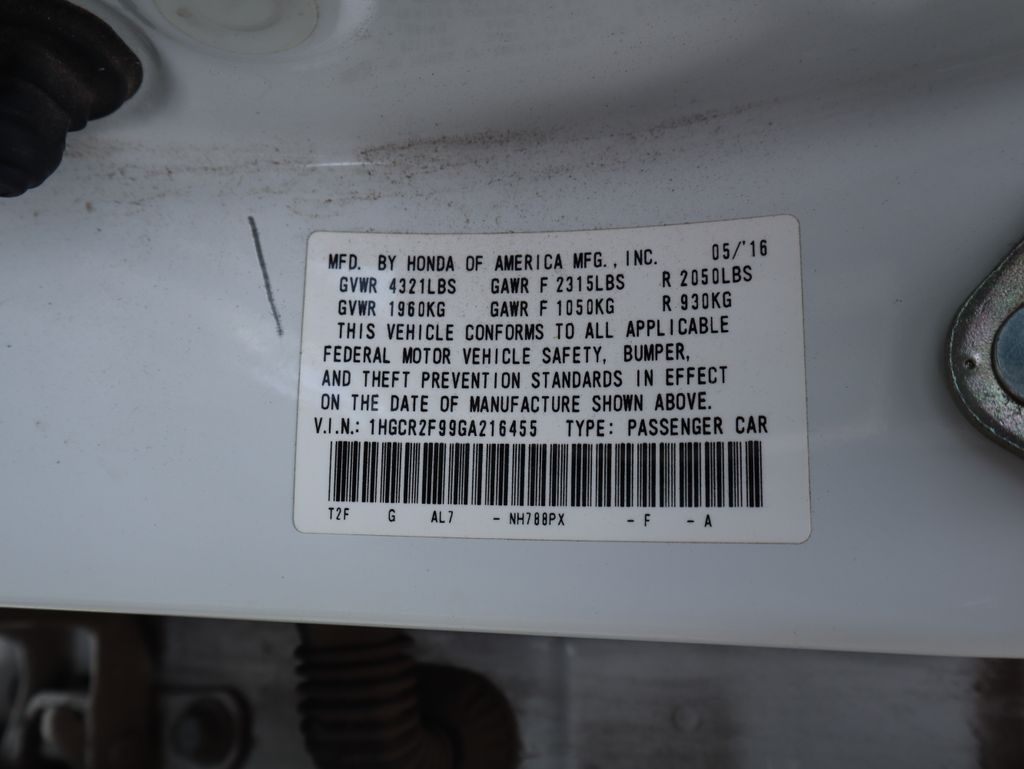 MFD. BY HONDA OF AMERICA MFG., INC. 05/'16
GVWR 4321LBS GAWR F 2315LBS R 2050LBS
GVWR 1960KG GAWR F 1050KG R 930KG
THIS VEHICLE CONFORMS TO ALL APPLICABLE
FEDERAL MOTOR VEHICLE SAFETY, BUMPER,
AND THEFT PREVENTION STANDARDS IN EFFECT
ON THE DATE OF MANUFACTURE SHOWN ABOVE.
V.I.N.: 1HGCR2F99GA216455 TYPE: PASSENGER CAR
T2F G AL7 - NH788PX - F - A